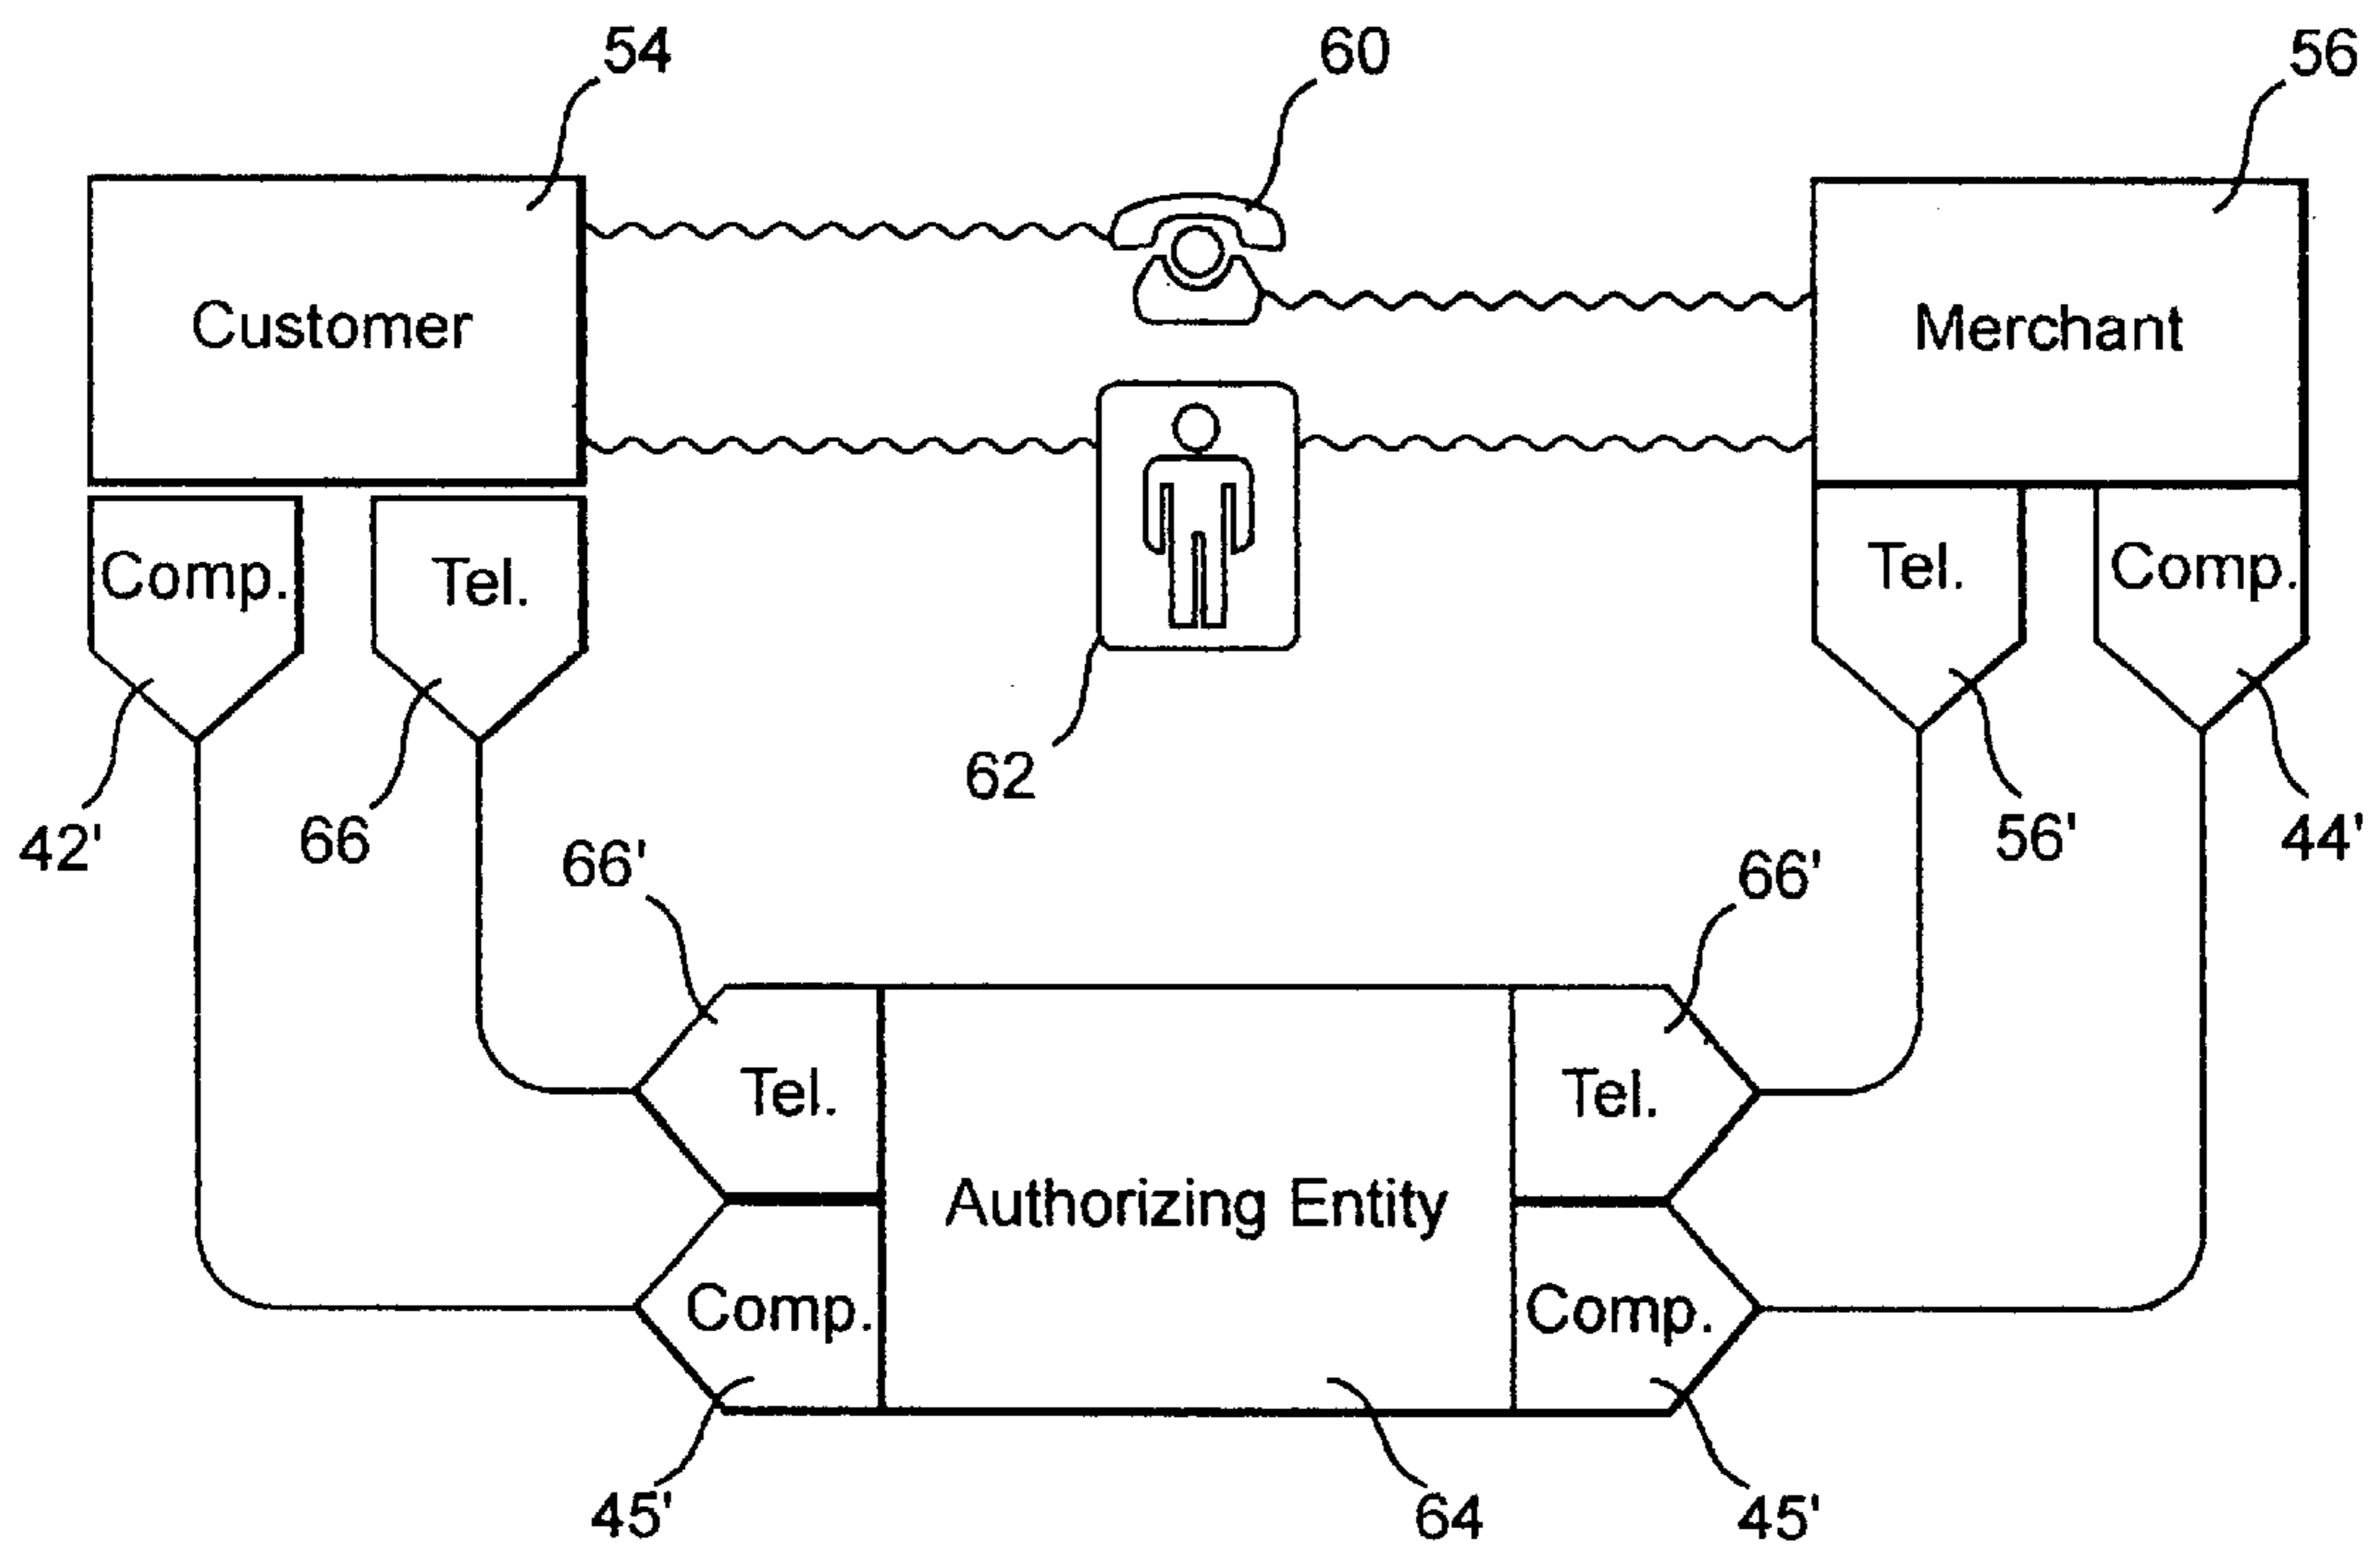 54
60
56
Customer
Merchant
Comp.
Tel.
Tel.
Comp.
62
42'
66
66'
66'
56'
44'
Tel.
Tel.
Authorizing Entity
Comp.
Comp.
45'
64
45'